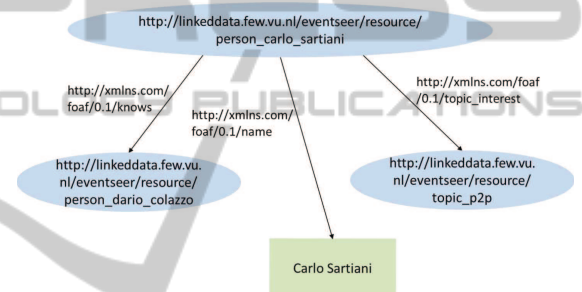 http://linkeddata.few.vu.nl/eventseer/resource/
person_carlo_sartiani
http://xmlns.com/
foaf/0.1/knows
http://xmlns.com/
foaf/0.1/name
http://xmlns.com/foaf
/0.1/topic_interest
http://linkeddata.few.vu.
nl/eventseer/resource/
person_dario_colazzo
http://linkeddata.few.vu.
nl/eventseer/resource/
topic_p2p
Carlo Sartiani
PUBLICATIONS